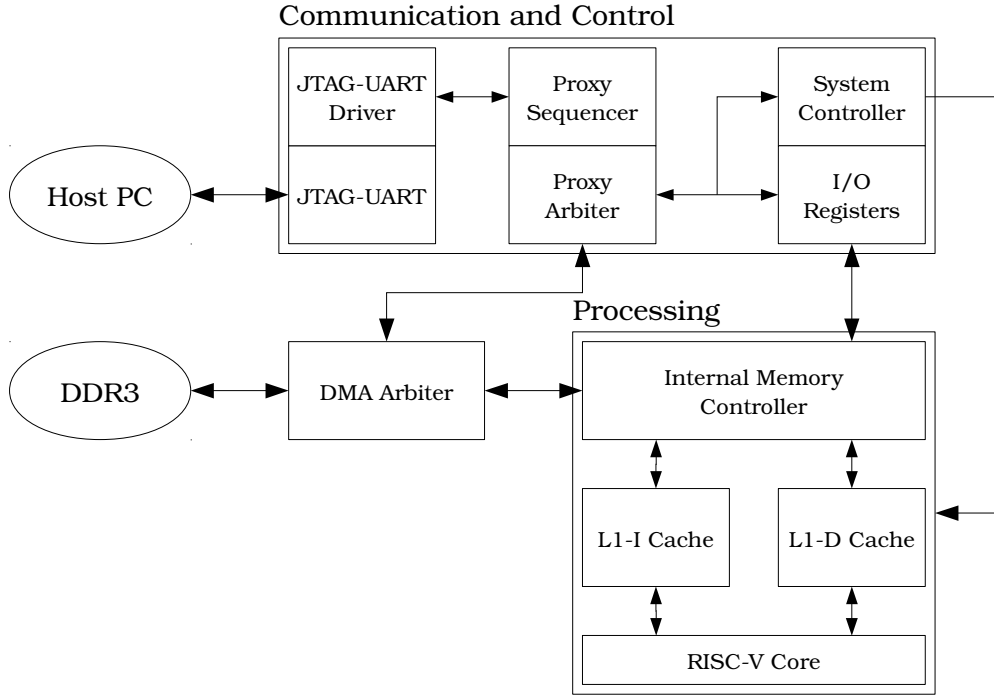 Communication and Control
JTAG-UART
Driver
Proxy
Sequencer
System
Controller
Host PC
JTAG-UART
Proxy
Arbiter
I/O
Registers
Processing
DDR3
DMA Arbiter
Internal Memory
Controller
L1-I Cache
L1-D Cache
RISC-V Core